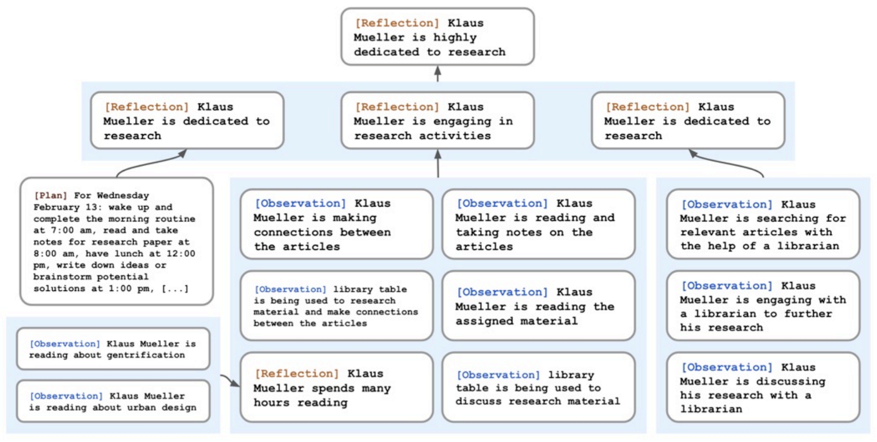 [Reflection] Klaus
Mueller is highly
dedicated to research
[Reflection] Klaus
Mueller is dedicated to
research
[Reflection] Klaus
Mueller is engaging in
research activities
[Reflection] Klaus
Mueller is dedicated to
research
[Plan] For Wednesday
February 13: wake up and
complete the morning routine
at 7:00 am, read and take
notes for research paper at
8:00 am, have lunch at 12:00
pm, write down ideas or
brainstorm potential
solutions at 1:00 pm, [...]
[Observation] Klaus Mueller is
reading about gentrification
[Observation] Klaus Mueller
is reading about urban design
[Observation] Klaus
Mueller is making
connections between
the articles
[Observation] Klaus
Mueller is reading and
taking notes on the
articles
[Observation] library table
is being used to research
material and make connections
between the articles
[Observation] Klaus
Mueller is reading the
assigned material
[Reflection] Klaus
Mueller spends many
hours reading
[Observation] library
table is being used to
discuss research material
[Observation] Klaus
Mueller is searching for
relevant articles with
the help of a librarian
[Observation] Klaus
Mueller is engaging with
a librarian to further
his research
[Observation] Klaus
Mueller is discussing
his research with a
librarian